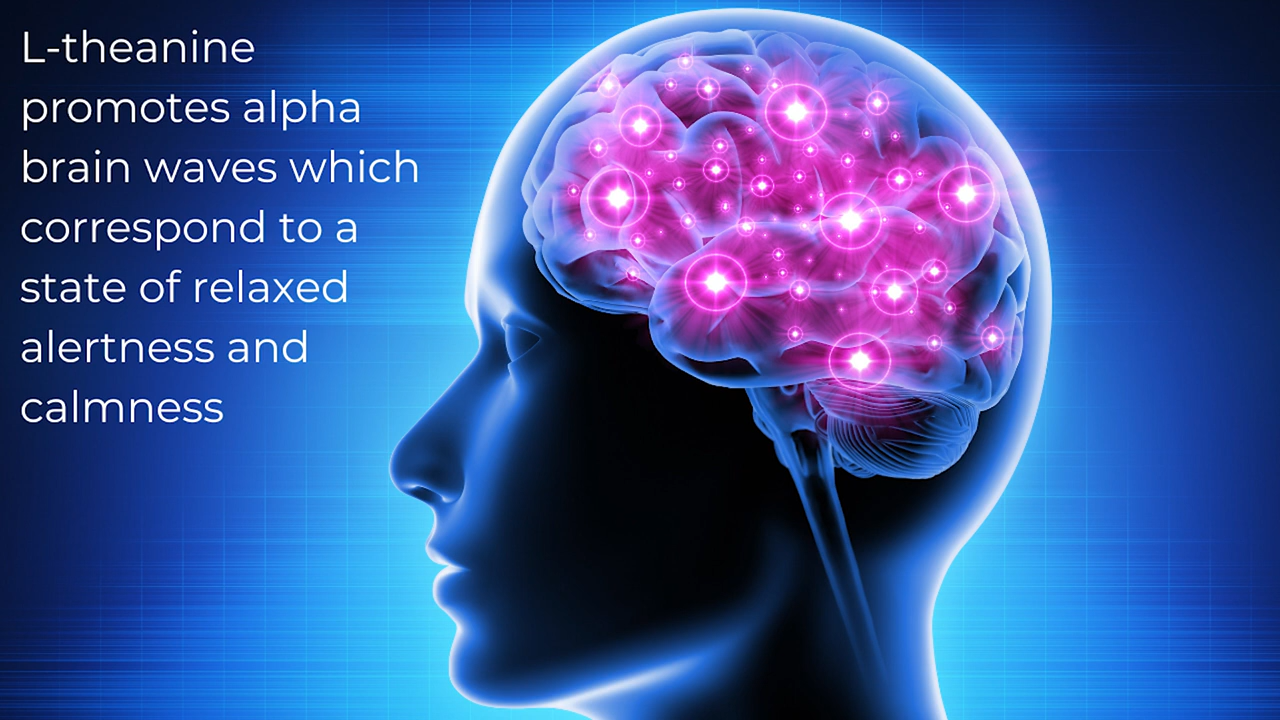 L-theanine
promotes alpha
brain waves which
correspond to a
state of relaxed
alertness and
calmness